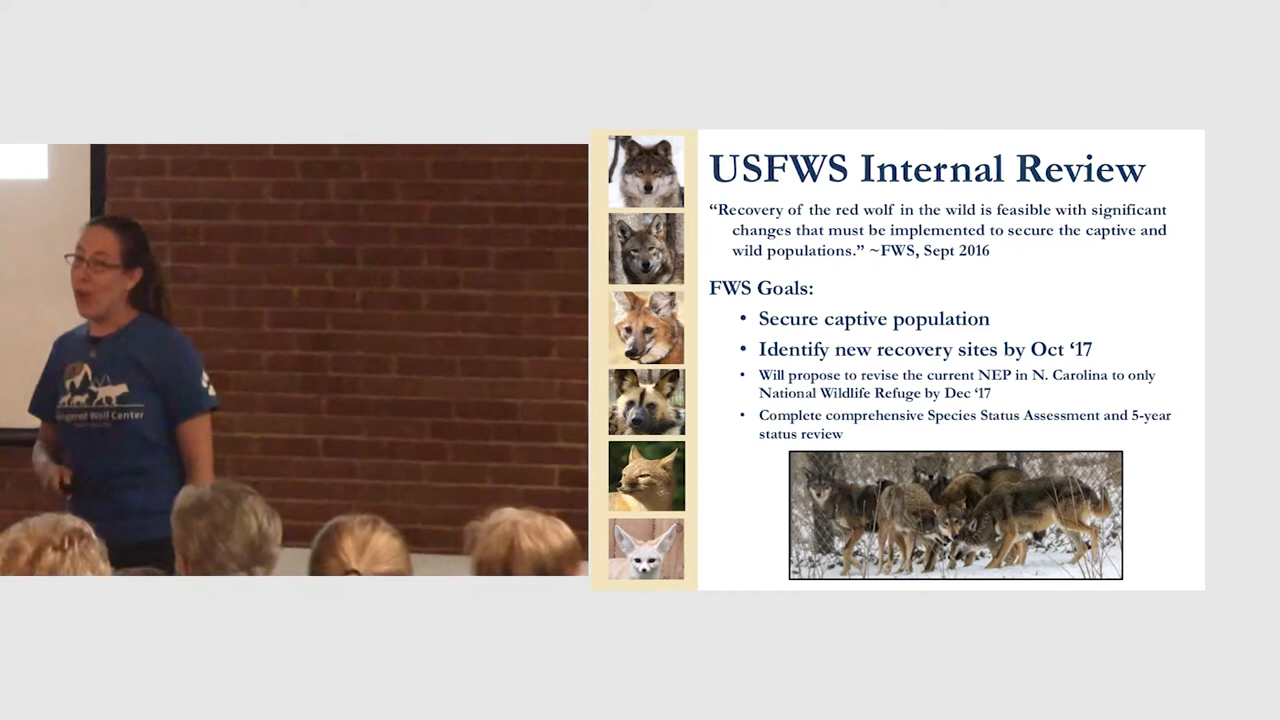 USFWS Internal Review
“Recovery of the red wolf in the wild is feasible with significant
changes that must be implemented to secure the captive and
wild populations.” ~FWS, Sept 2016
FWS Goals:
• Secure captive population
• Identify new recovery sites by Oct ‘17
• Will propose to revise the current NEP in N. Carolina to only
National Wildlife Refuge by Dec ‘17
• Complete comprehensive Species Status Assessment and 5-year
status review
Wolf Center